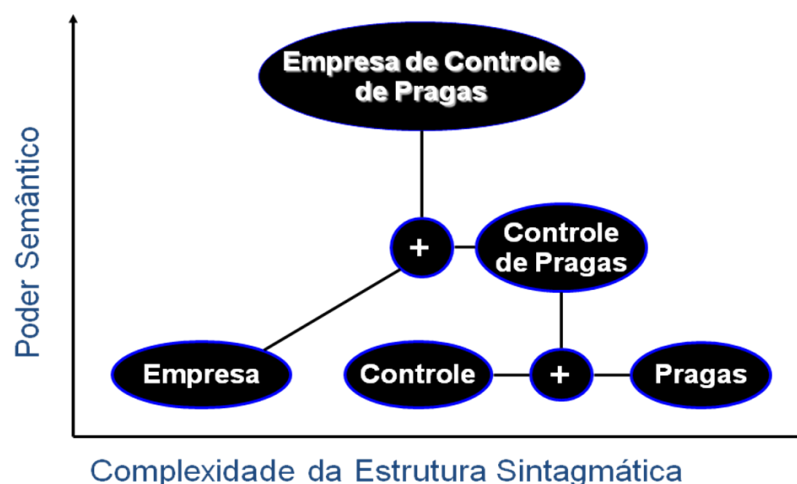 Empresa de Controle
de Pragas
Poder Semântico
+
Controle
de Pragas
Empresa
Controle
+
Pragas
Complexidade da Estrutura Sintagmática